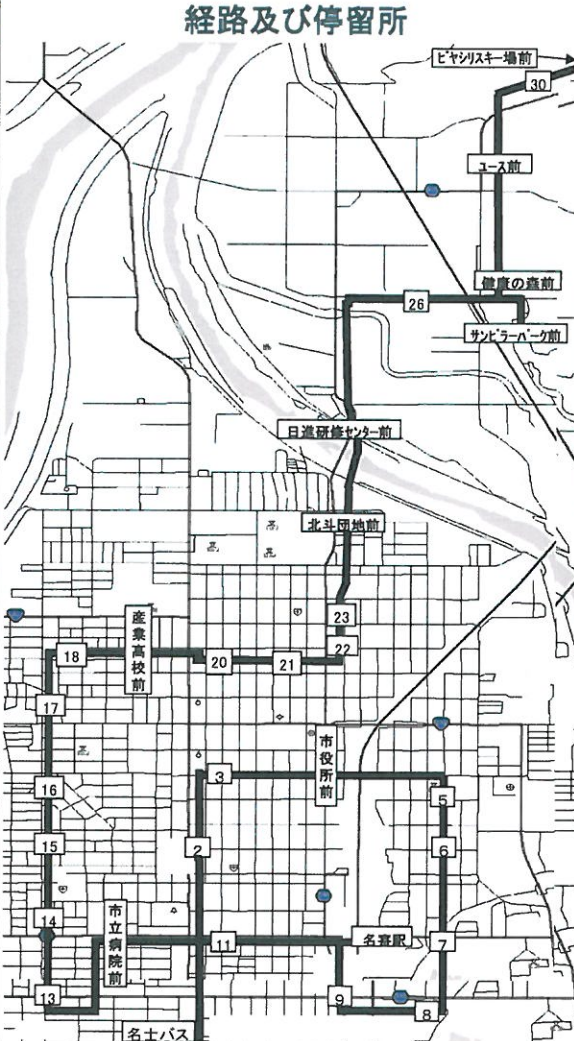 経路及び停留所
ピヤシリスキー場前
30
ユース前
健康の森前
26
サンピラーパーク前
日進研修センター前
北斗団地前
23
産業高校前
22
18
20
21
17
市役所前
3
5
16
2
6
15
14
市立病院前
11
名寄駅
7
13
9
8
名士バス